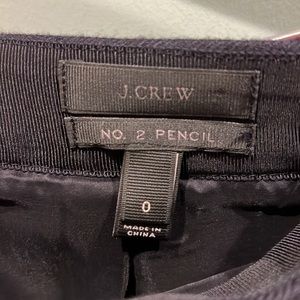 J.CREW
NO. 2 PENCIL
0
MADE IN
CHINA